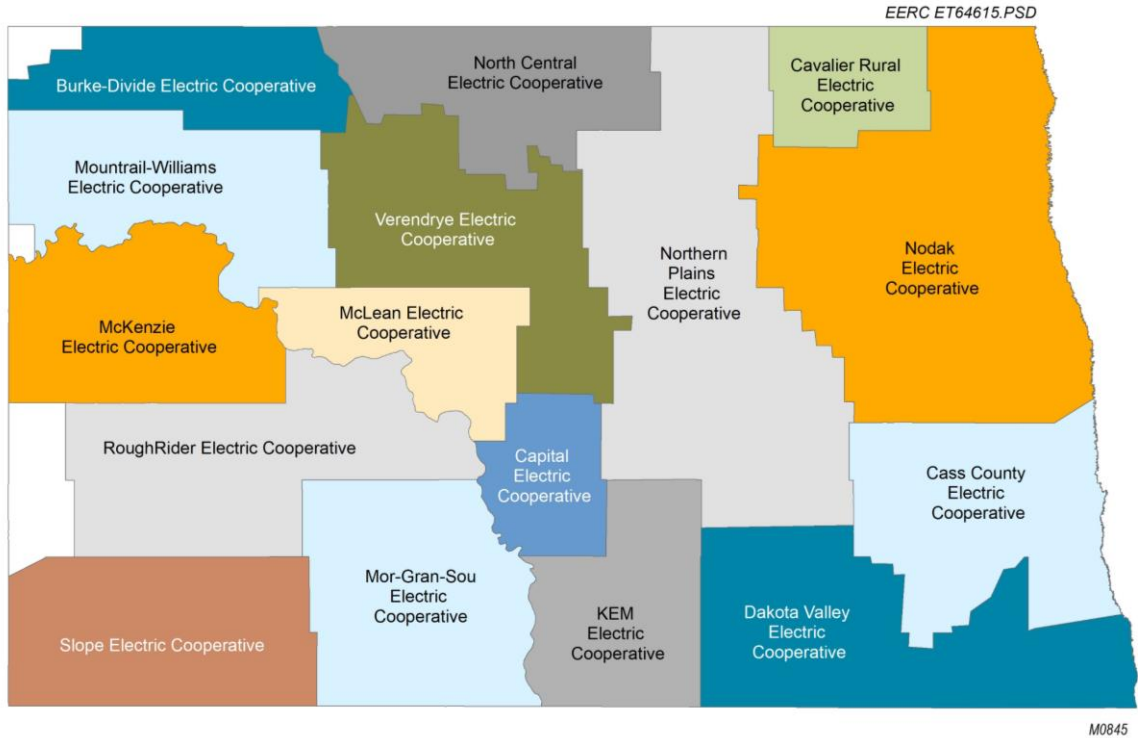 EERC ET64615.PSD
Burke-Divide Electric Cooperative
North Central
Electric Cooperative
Cavalier Rural
Electric
Cooperative
Mountrail-Williams
Electric Cooperative
Verendrye Electric
Cooperative
Northern
Plains
Electric
Cooperative
Nodak
Electric
Cooperative
McKenzie
Electric Cooperative
McLean Electric
Cooperative
RoughRider Electric Cooperative
Capital
Electric
Cooperative
Cass County
Electric
Cooperative
Slope Electric Cooperative
Mor-Gran-Sou
Electric
Cooperative
KEM
Electric
Cooperative
Dakota Valley
Electric
Cooperative
M0845